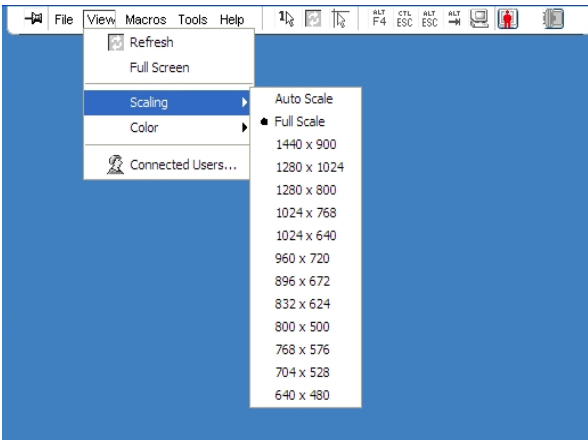 File View Macros Tools Help 1 ALT F4 CTL ESC ALT ESC ALT
Refresh
Full Screen
Scaling
Color
Connected Users...
Auto Scale
Full Scale
1440 x 900
1280 x 1024
1280 x 800
1024 x 768
1024 x 640
960 x 720
896 x 672
832 x 624
800 x 500
768 x 576
704 x 528
640 x 480